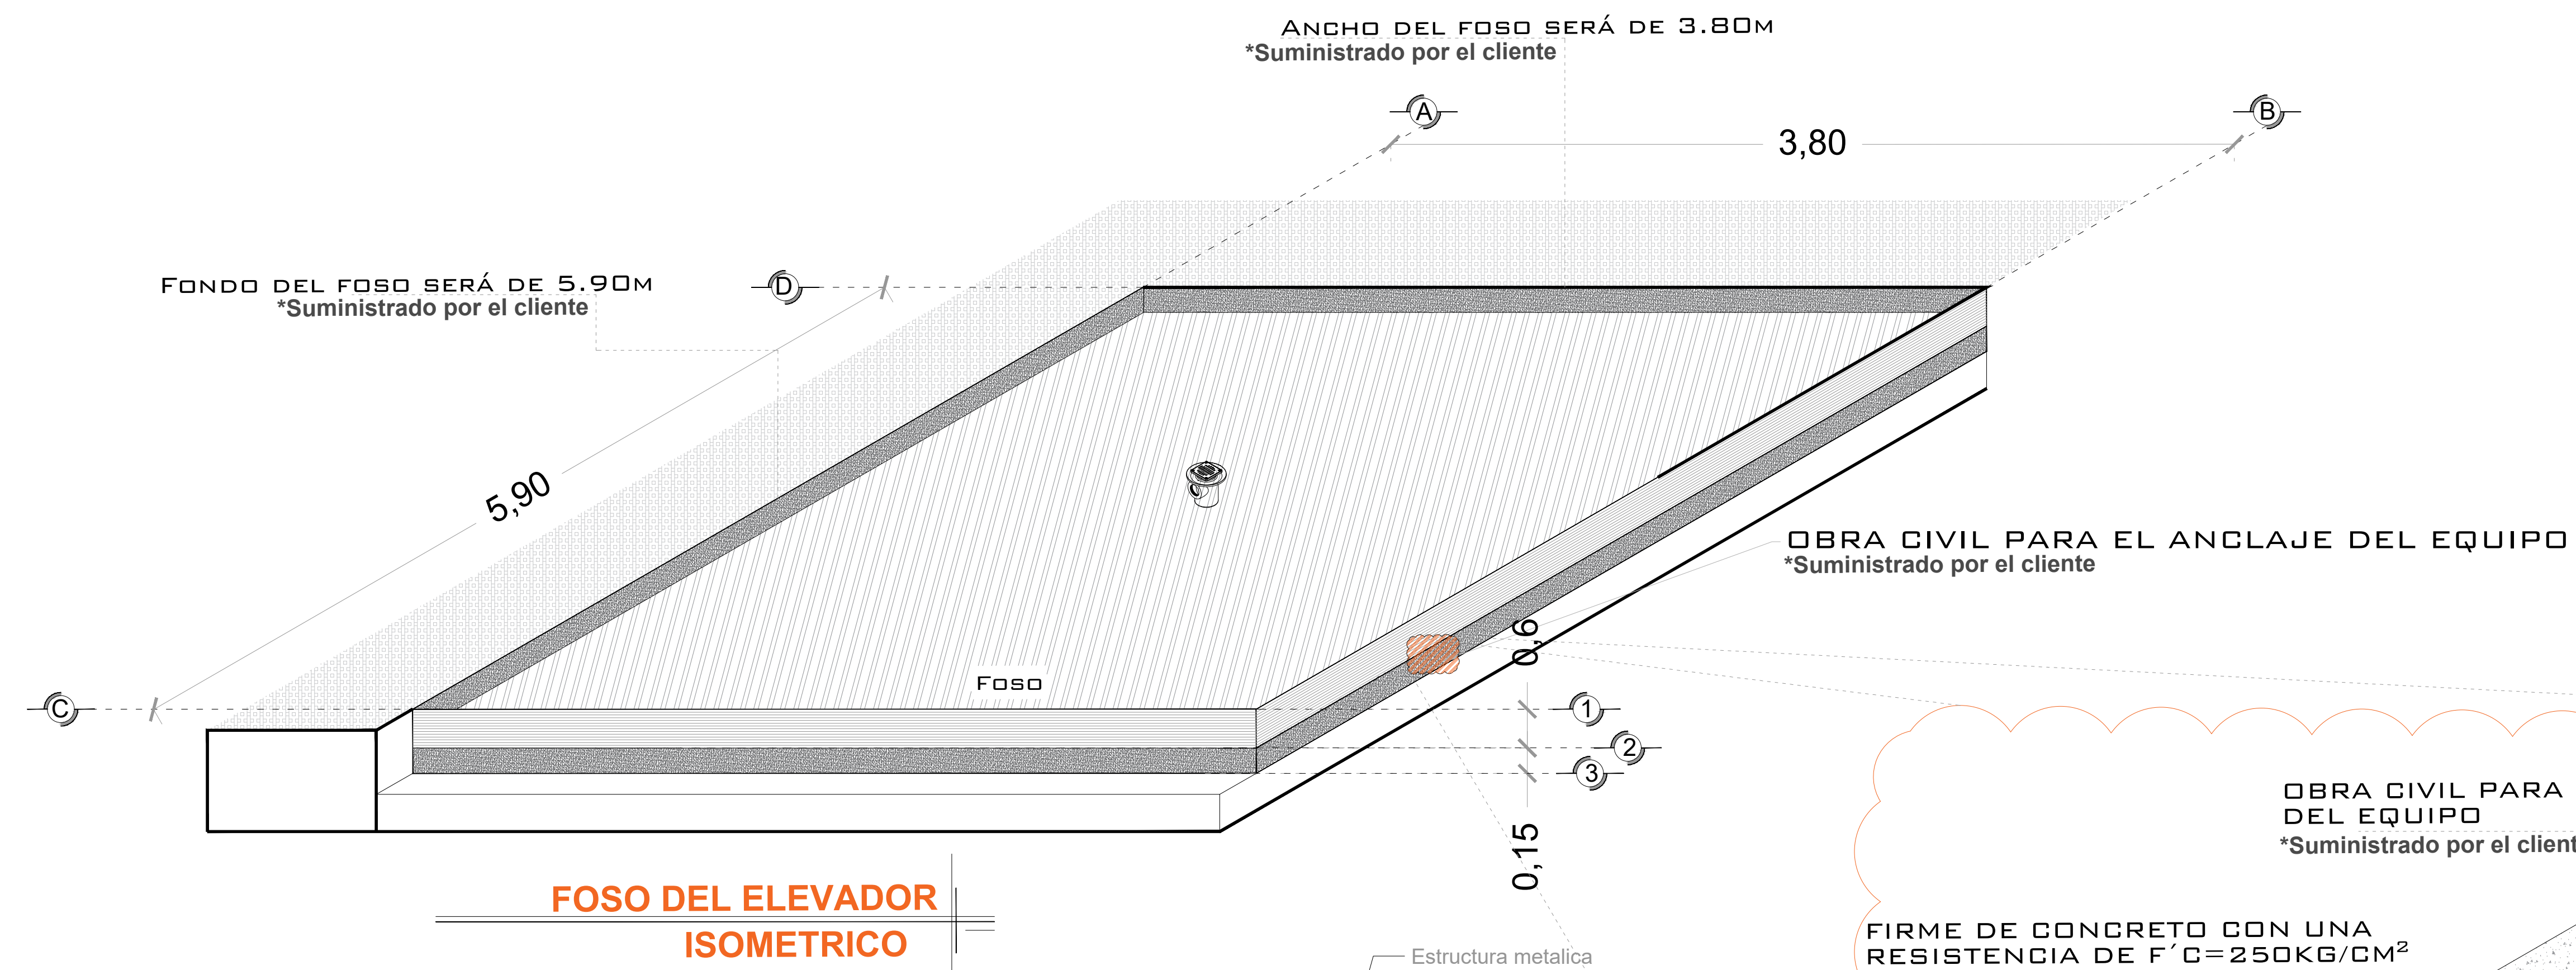 ANCHO DEL FOSO SERÁ DE 3.80M
*Suministrado por el cliente
A
B
3,80
FONDO DEL FOSO SERÁ DE 5.90M
*Suministrado por el cliente
D
5,90
OBRA CIVIL PARA EL ANCLAJE DEL EQUIPO
*Suministrado por el cliente
0,6
FOSO
C
1
2
3
0,15
OBRA CIVIL PARA
DEL EQUIPO
*Suministrado por el client
FOSO DEL ELEVADOR
ISOMETRICO
FIRME DE CONCRETO CON UNA
RESISTENCIA DE F´C=250KG/CM²
Estructura metalica